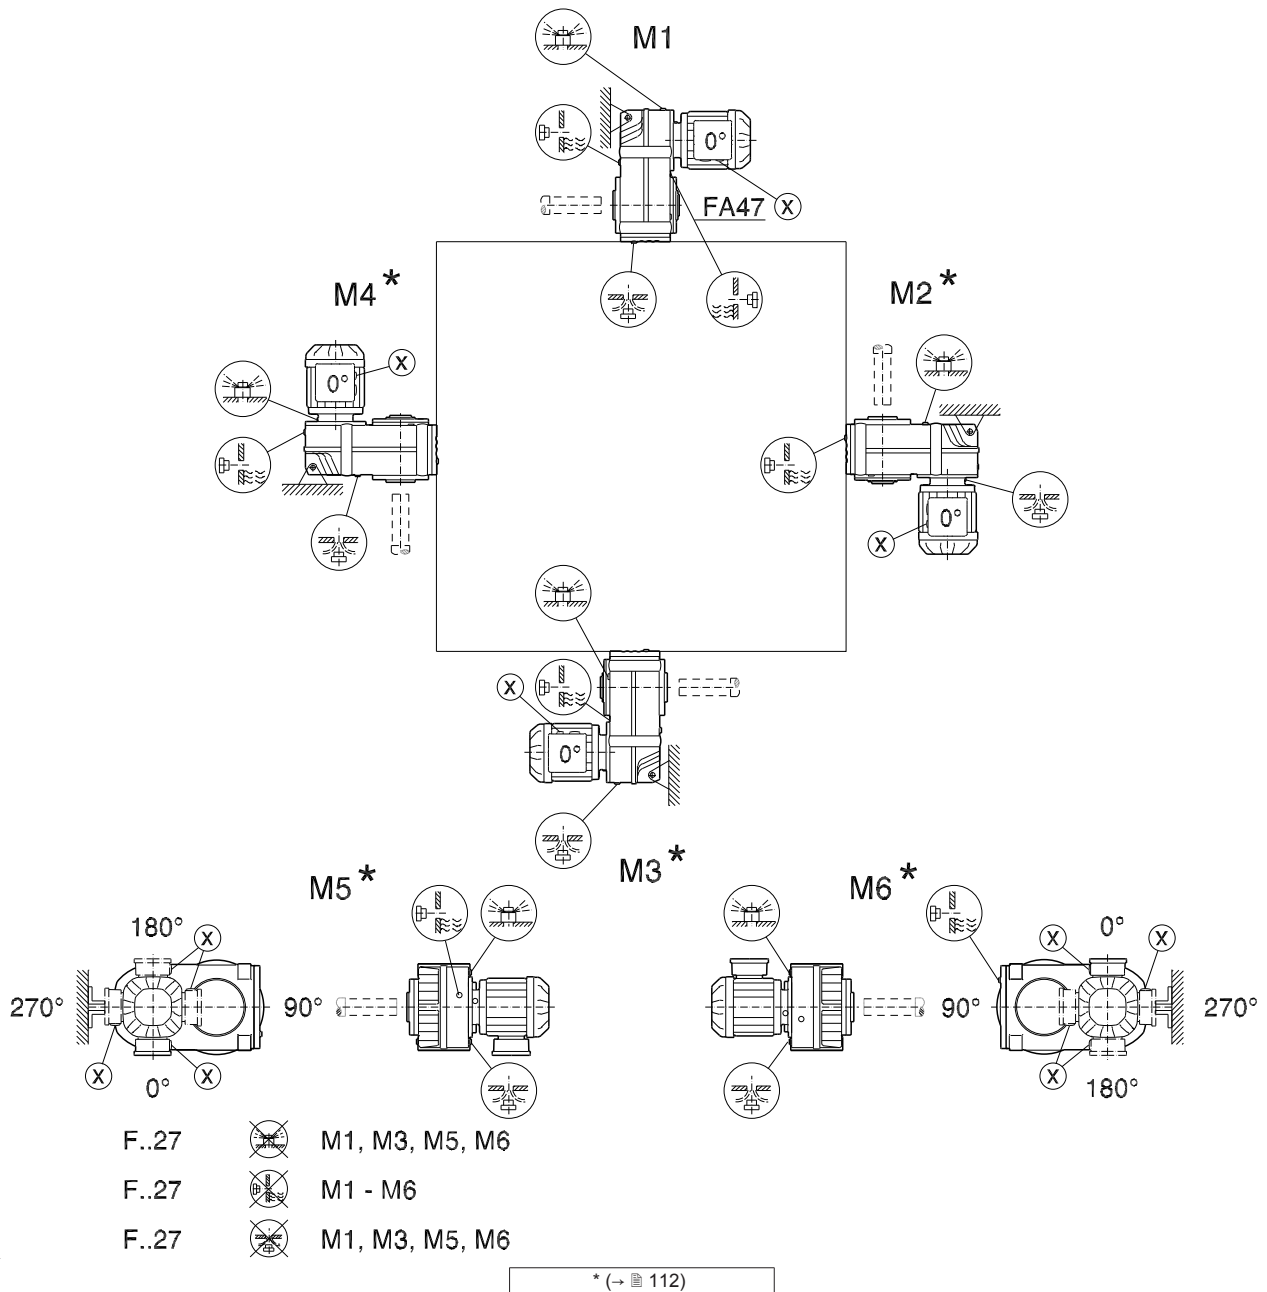 M1
0°
FA47 X
M4*
M2*
X
0°
0°
X
X
0°
M3*
M5*
M6*
180°
X
0°
X
X
270°
90°
90°
270°
X
0°
X
X
180°
F..27 M1, M3, M5, M6
F..27 M1 - M6
F..27 M1, M3, M5, M6
* (→ 🗎 112)